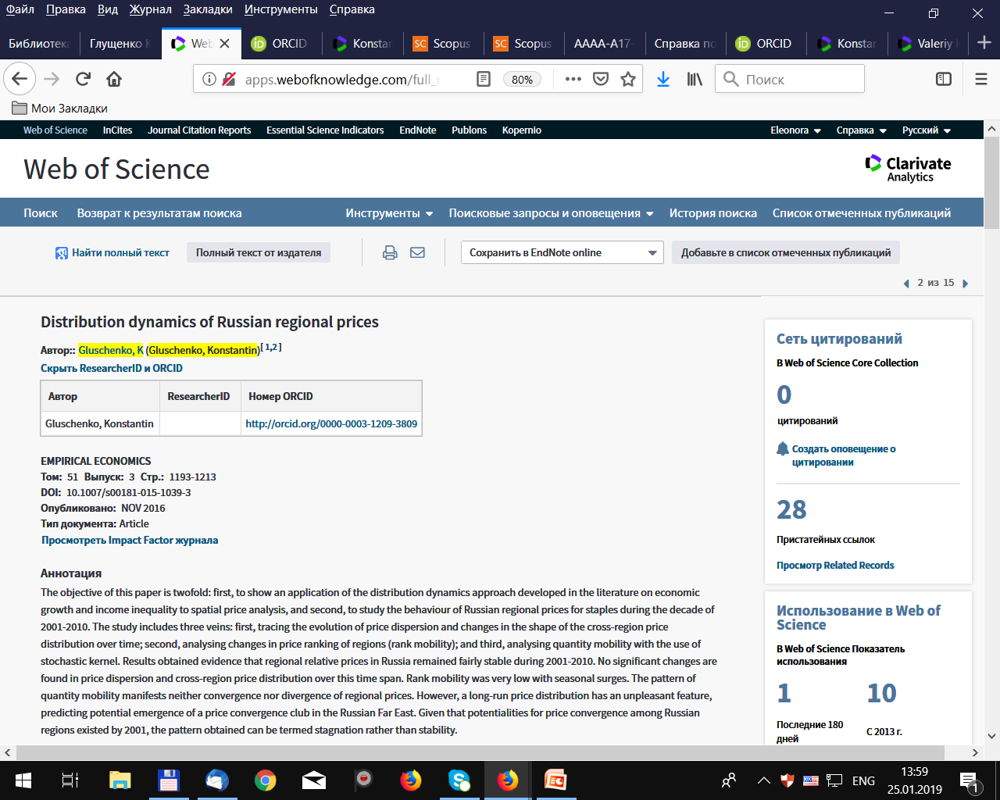 Файл Правка Вид Журнал Закладки Инструменты Справка
Библиотека Глущенко К Web ORCID Konstan Scopus Scopus AAAA-A17- Справка по ORCID Konstan Valeriy
apps.webofknowledge.com/full_ 80% Поиск
Мои Закладки
Web of Science InCites Journal Citation Reports Essential Science Indicators EndNote Publons Kopernio Eleonora Справка Русский
Web of Science
Clarivate
Analytics
Поиск Возврат к результатам поиска Инструменты Поисковые запросы и оповещения История поиска Список отмеченных публикаций
Найти полный текст Полный текст от издателя Сохранить в EndNote online Добавьте в список отмеченных публикаций
2 из 15
Distribution dynamics of Russian regional prices
Автор:: Gluschenko, K (Gluschenko, Konstantin)[ 1,2 ]
Скрыть ResearcherID и ORCID
Автор ResearcherID Номер ORCID
Gluschenko, Konstantin http://orcid.org/0000-0003-1209-3809
EMPIRICAL ECONOMICS
Том: 51 Выпуск: 3 Стр.: 1193-1213
DOI: 10.1007/s00181-015-1039-3
Опубликовано: NOV 2016
Тип документа: Article
Просмотреть Impact Factor журнала
Аннотация
The objective of this paper is twofold: first, to show an application of the distribution dynamics approach developed in the literature on economic
growth and income inequality to spatial price analysis, and second, to study the behaviour of Russian regional prices for staples during the decade of
2001-2010. The study includes three veins: first, tracing the evolution of price dispersion and changes in the shape of the cross-region price
distribution over time; second, analysing changes in price ranking of regions (rank mobility); and third, analysing quantity mobility with the use of
stochastic kernel. Results obtained evidence that regional relative prices in Russia remained fairly stable during 2001-2010. No significant changes are
found in price dispersion and cross-region price distribution over this time span. Rank mobility was very low with seasonal surges. The pattern of
quantity mobility manifests neither convergence nor divergence of regional prices. However, a long-run price distribution has an unpleasant feature,
predicting potential emergence of a price convergence club in the Russian Far East. Given that potentialities for price convergence among Russian
regions existed by 2001, the pattern obtained can be termed stagnation rather than stability.
Сеть цитирований
В Web of Science Core Collection
0
цитирований
Создать оповещение о
цитировании
28
Пристатейных ссылок
Просмотр Related Records
Использование в Web of
Science
В Web of Science Показатель
использования
1 10
Последние 180
дней
С 2013 г.
ENG
13:59
25.01.2019
1